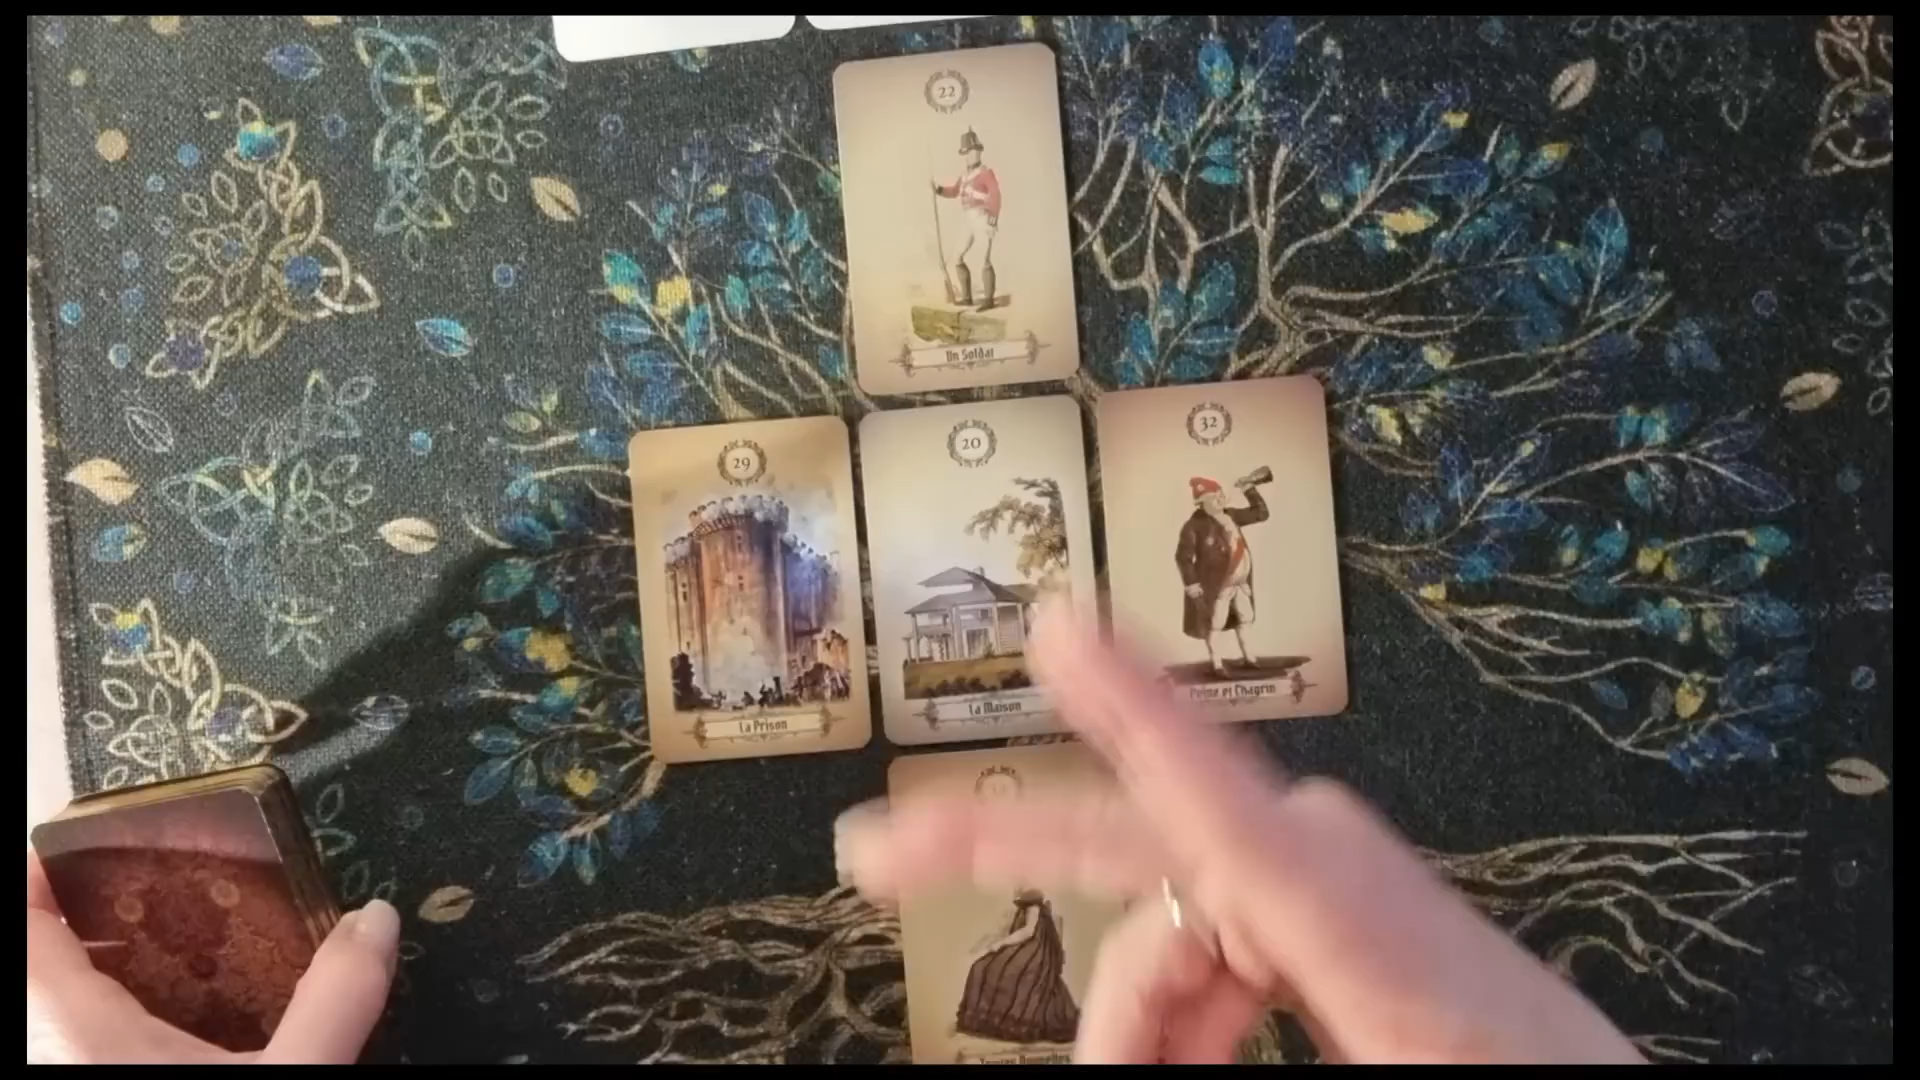 22
Un Soldat
29
20
32
La Prison
La Maison
Peine et Chagrin